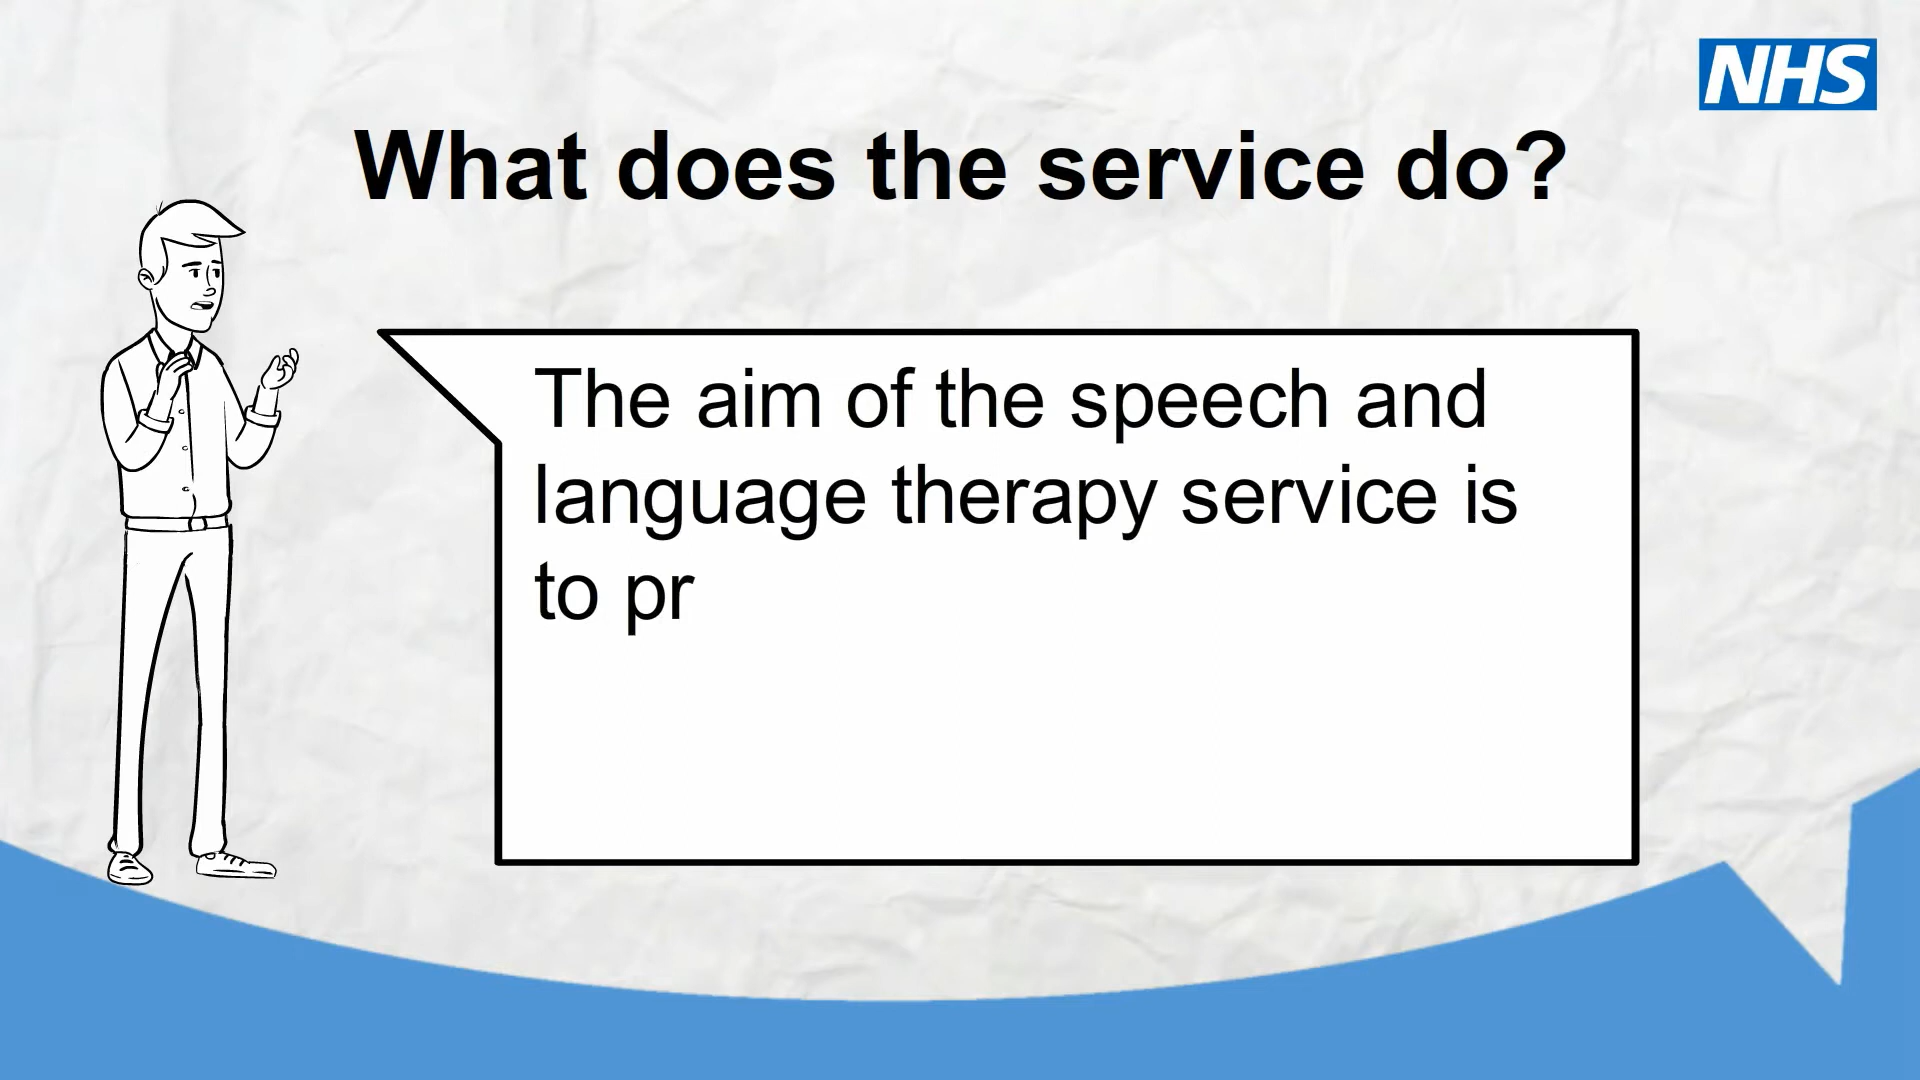 NHS
What does the service do?
The aim of the speech and
language therapy service is
to pr